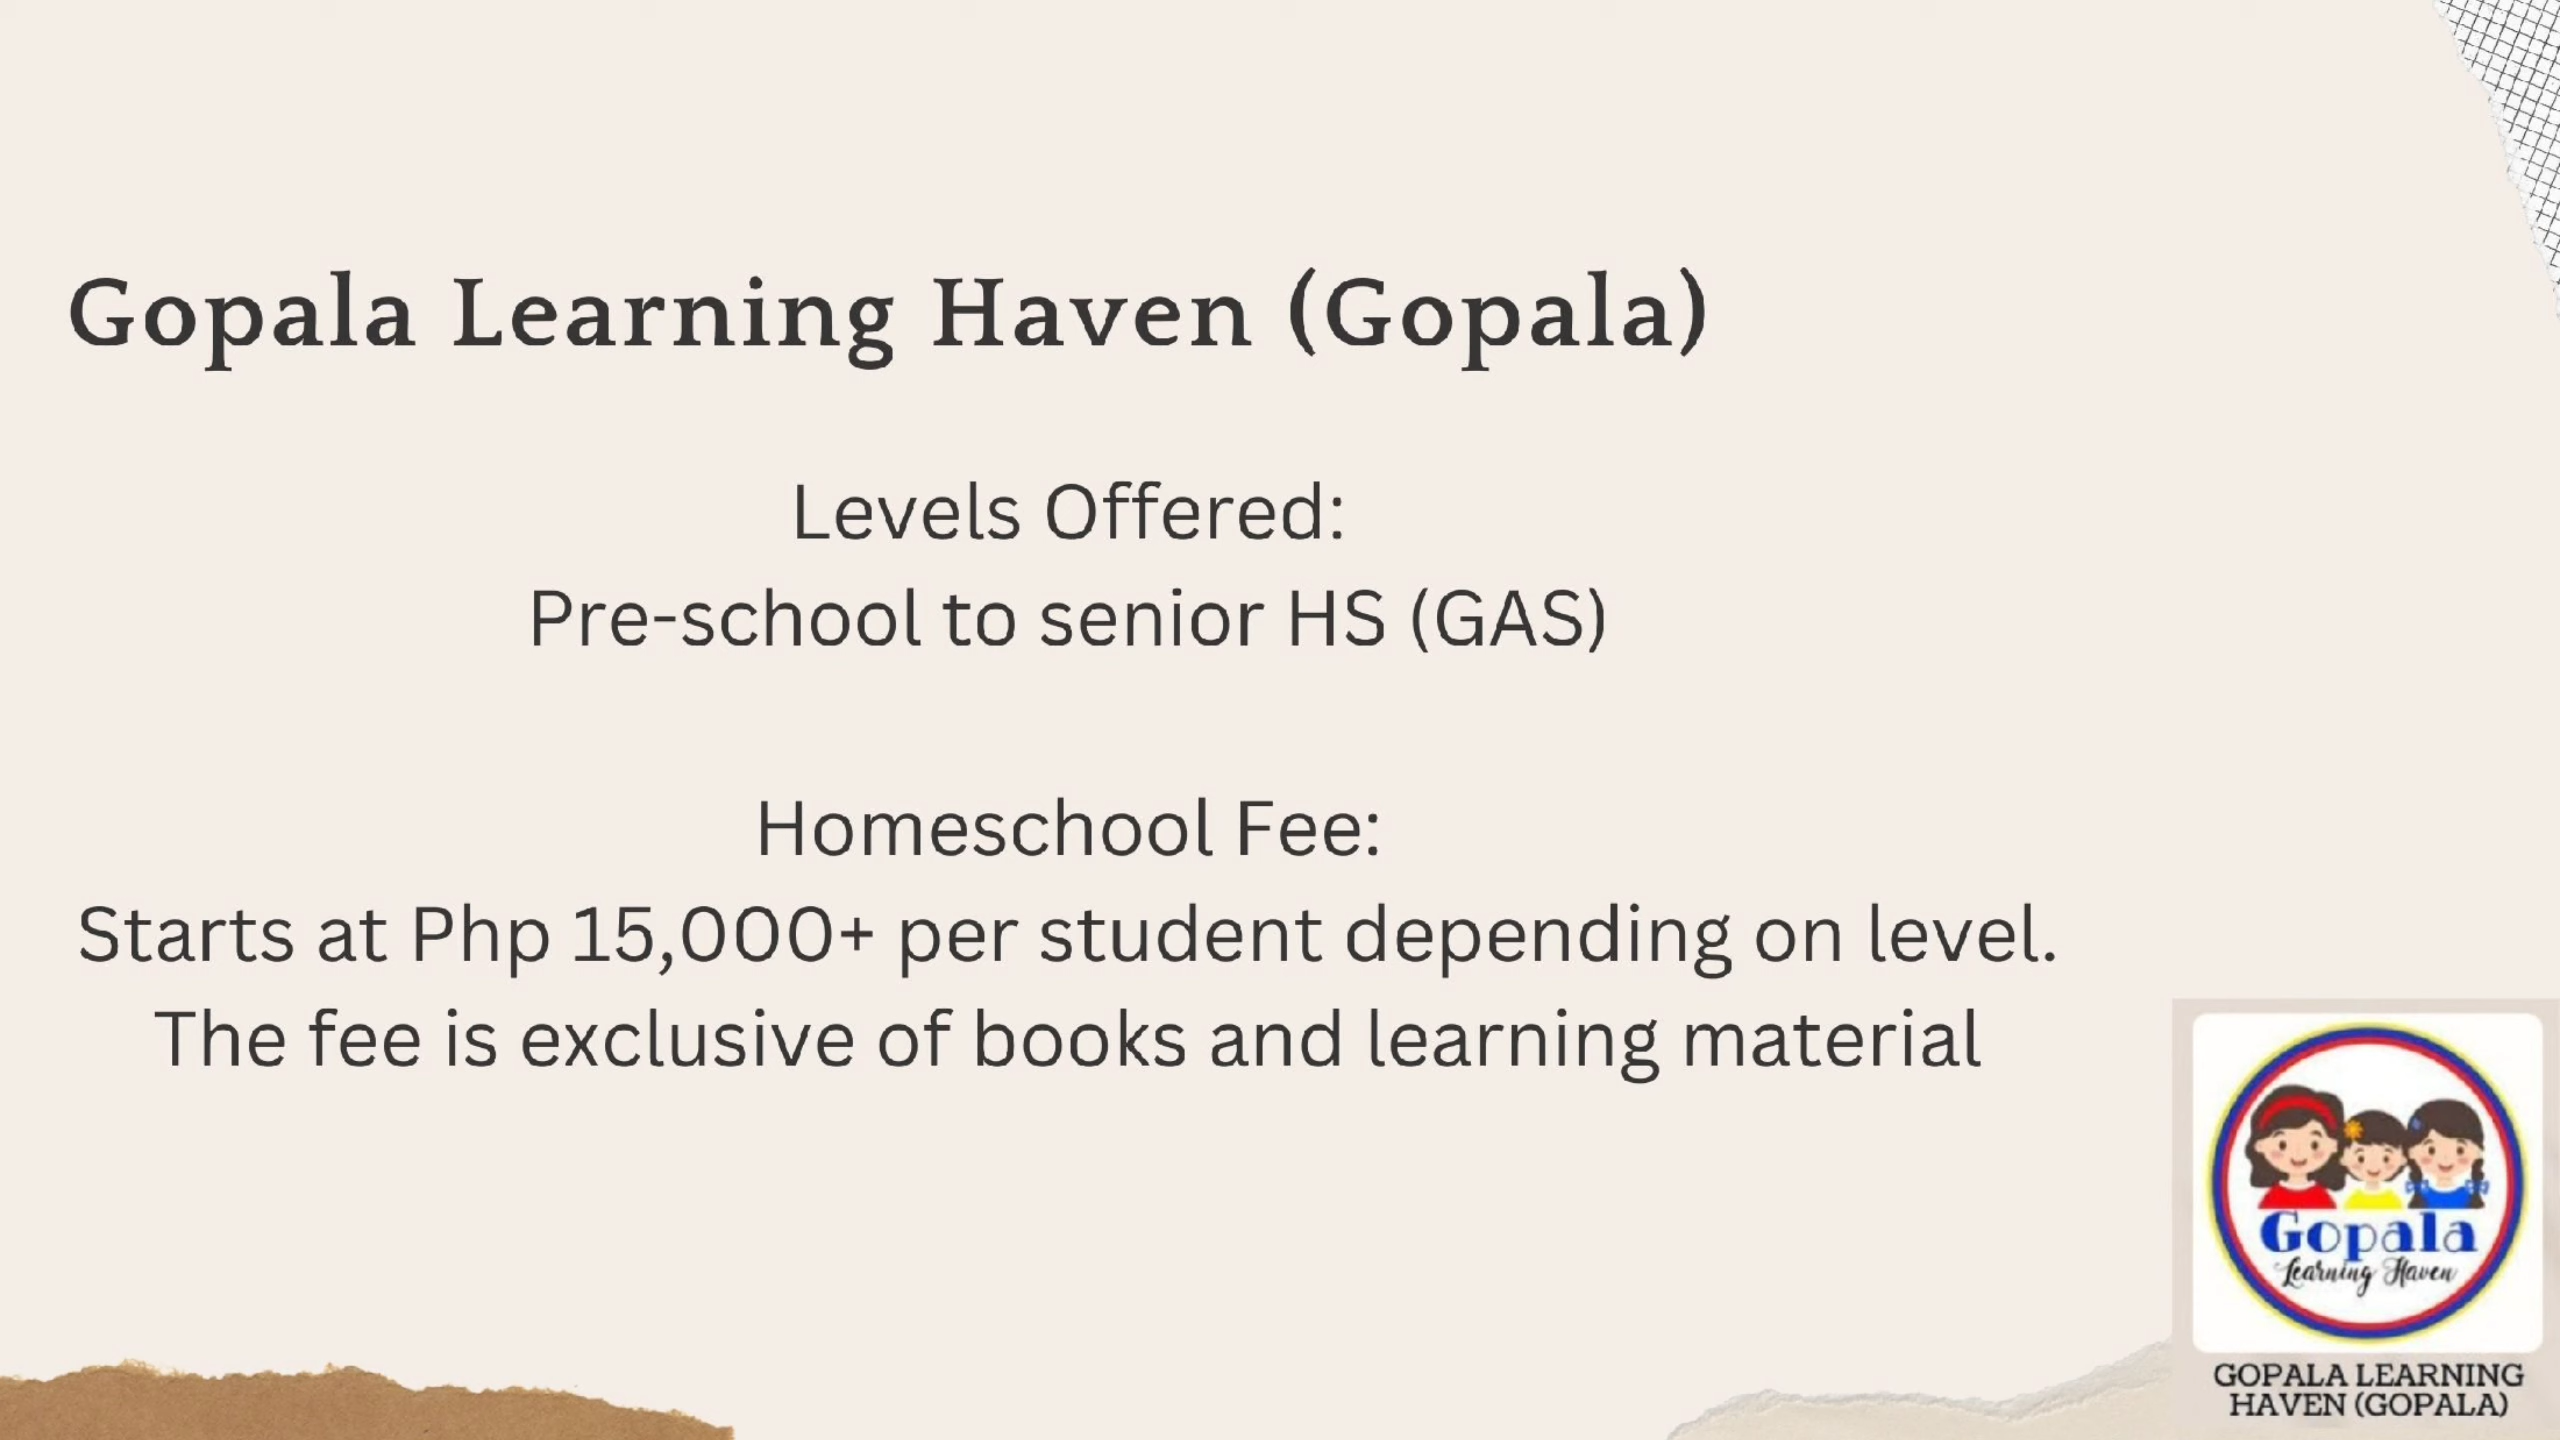 Gopala Learning Haven (Gopala)
Levels Offered:
Pre-school to senior HS (GAS)
Homeschool Fee:
Starts at Php 15,000+ per student depending on level.
The fee is exclusive of books and learning material
Gopala
Learning Haven
GOPALA LEARNING
HAVEN (GOPALA)